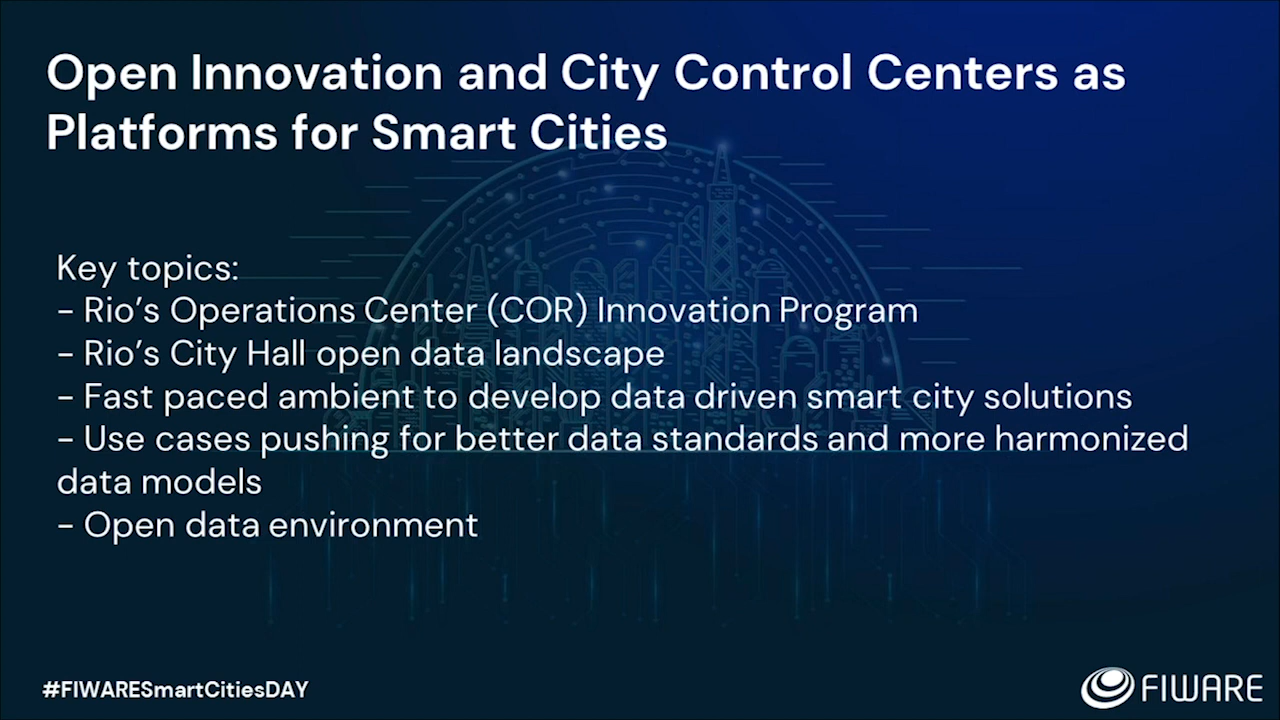 Open Innovation and City Control Centers as
Platforms for Smart Cities
Key topics:
- Rio's Operations Center (COR) Innovation Program
- Rio's City Hall open data landscape
- Fast paced ambient to develop data driven smart city solutions
- Use cases pushing for better data standards and more harmonized
data models
- Open data environment
#FIWARESmartCitiesDAY
FIWARE